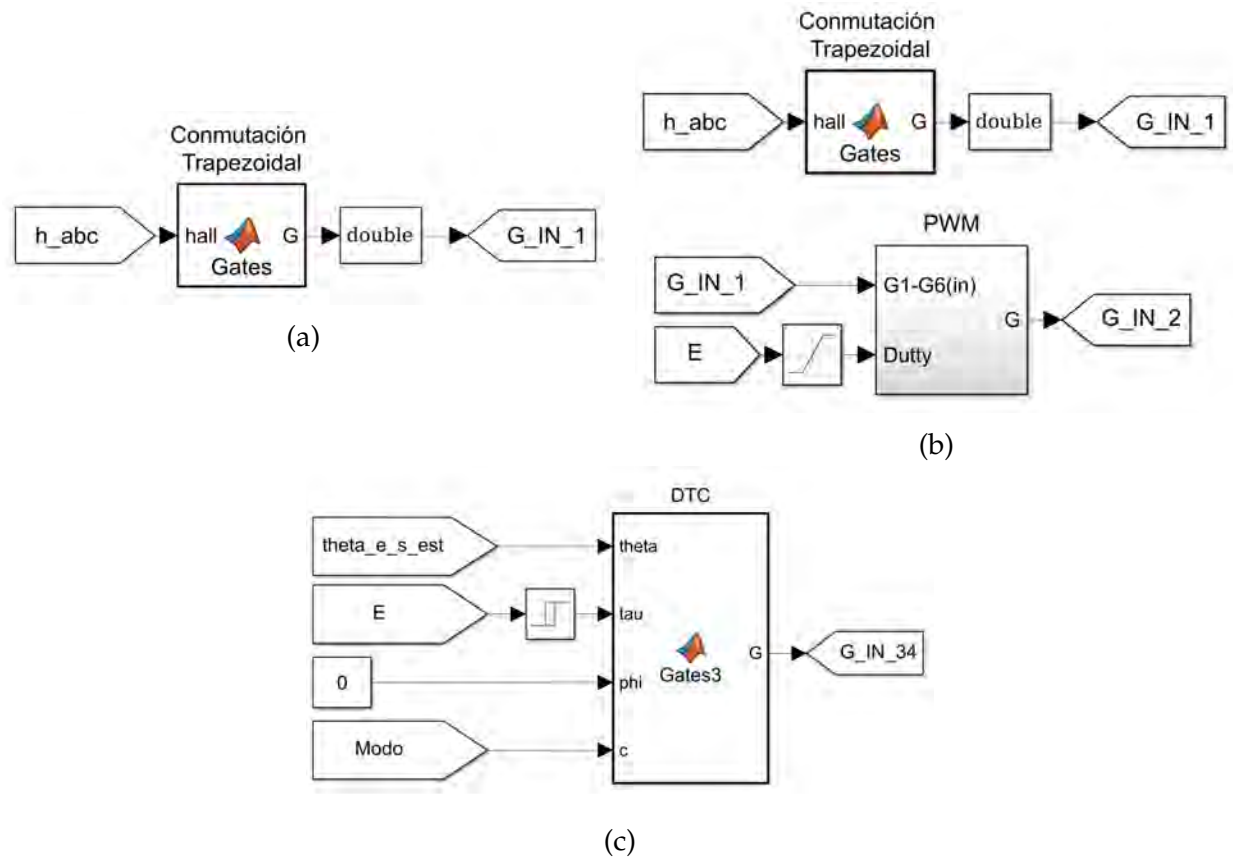 Conmutación
Trapezoidal
h_abc
hall
G
Gates
double
G_IN_1
(a)
Conmutación
Trapezoidal
h_abc
hall
G
Gates
double
G_IN_1
PWM
G_IN_1
G1-G6(in)
G
G_IN_2
E
Dutty
(b)
DTC
theta_e_s_est
theta
E
tau
G
G_IN_34
Gates3
0
phi
Modo
c
(c)